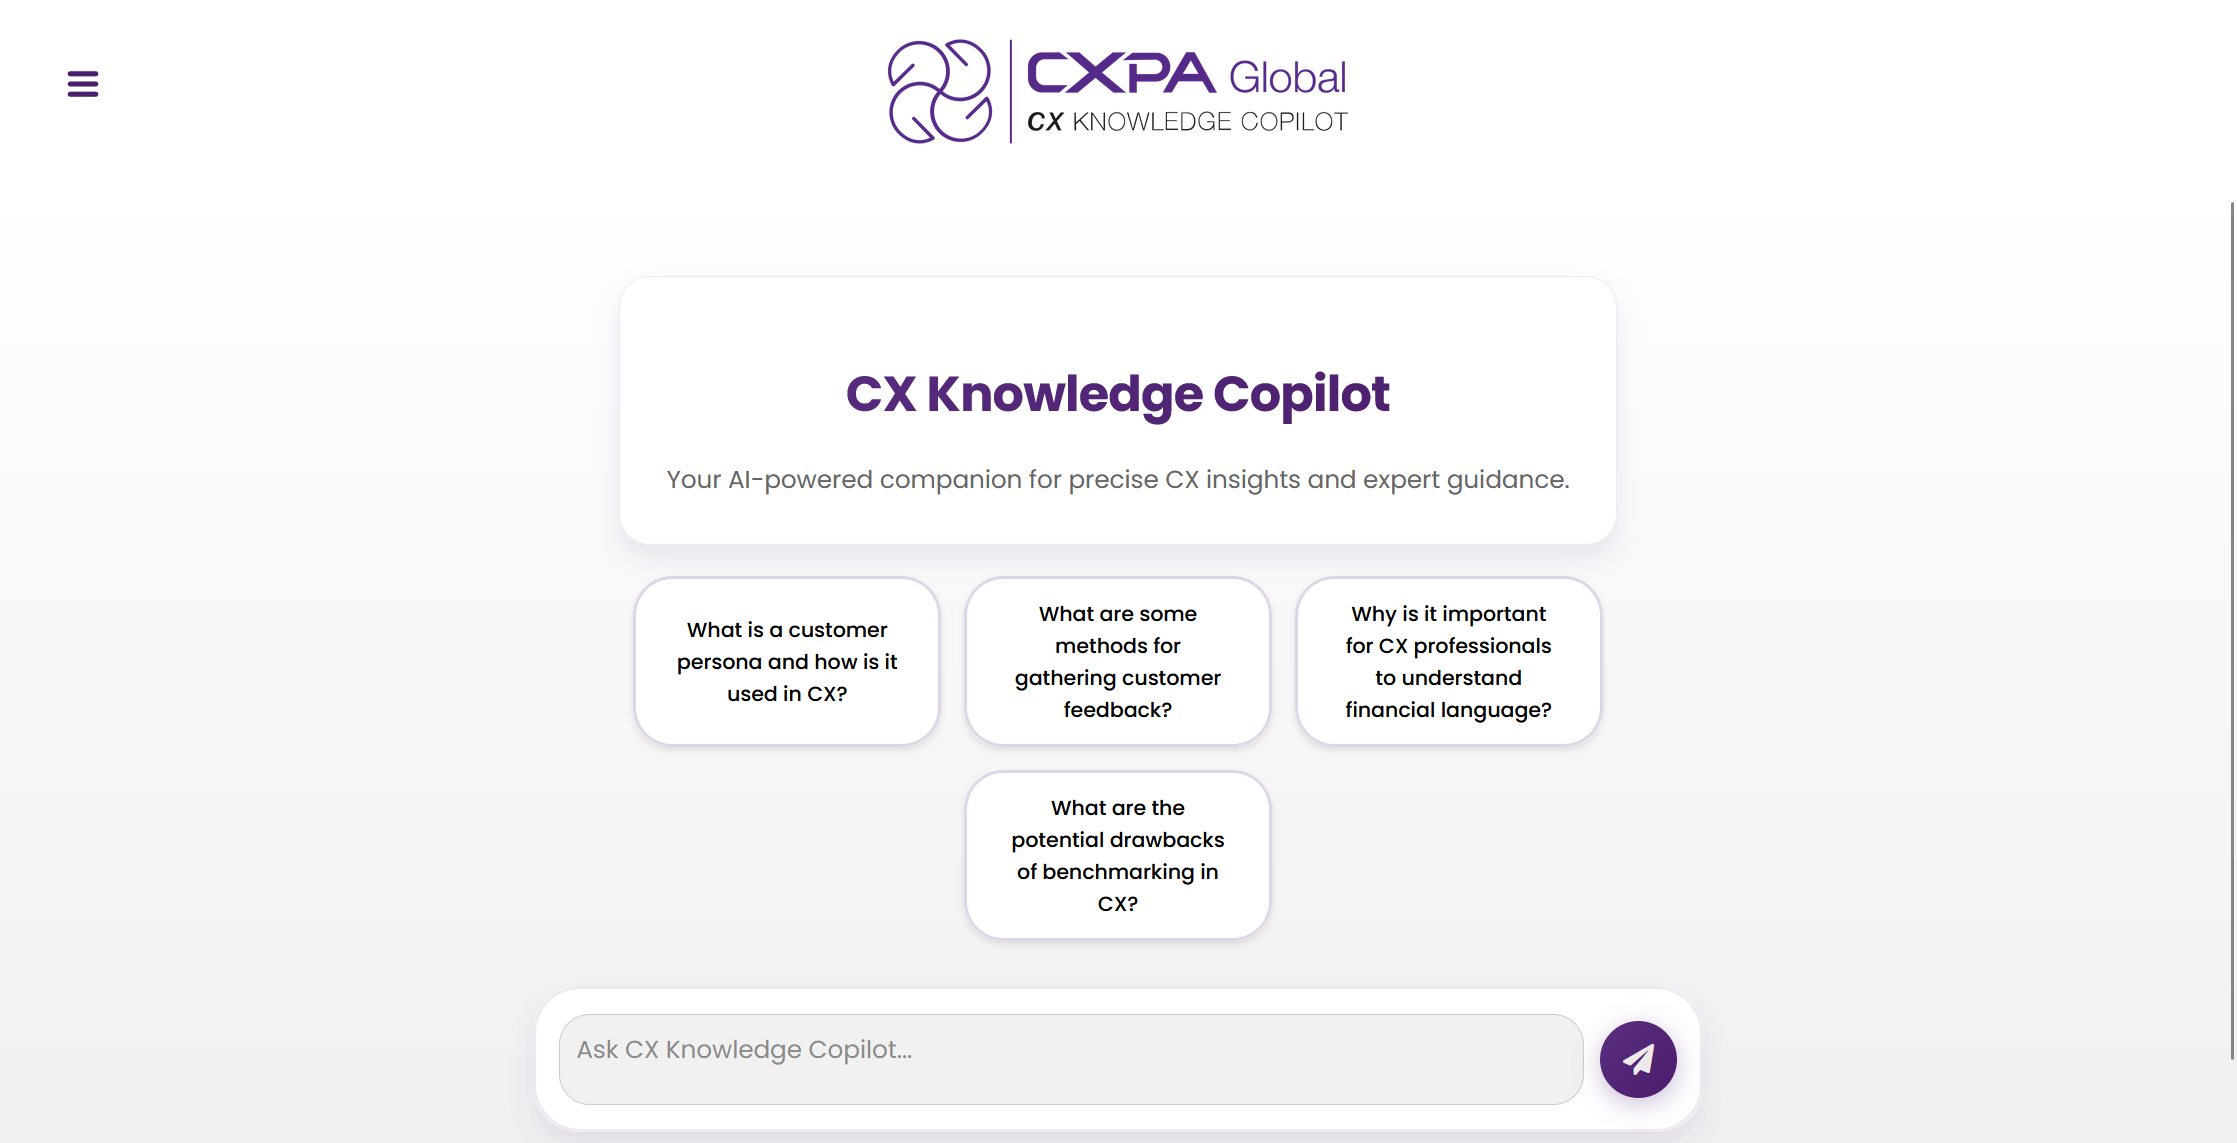 CXPA Global
CX KNOWLEDGE COPILOT
CX Knowledge Copilot
Your AI-powered companion for precise CX insights and expert guidance.
What is a customer
persona and how is it
used in CX?
What are some
methods for
gathering customer
feedback?
Why is it important
for CX professionals
to understand
financial language?
What are the
potential drawbacks
of benchmarking in
CX?
Ask CX Knowledge Copilot...